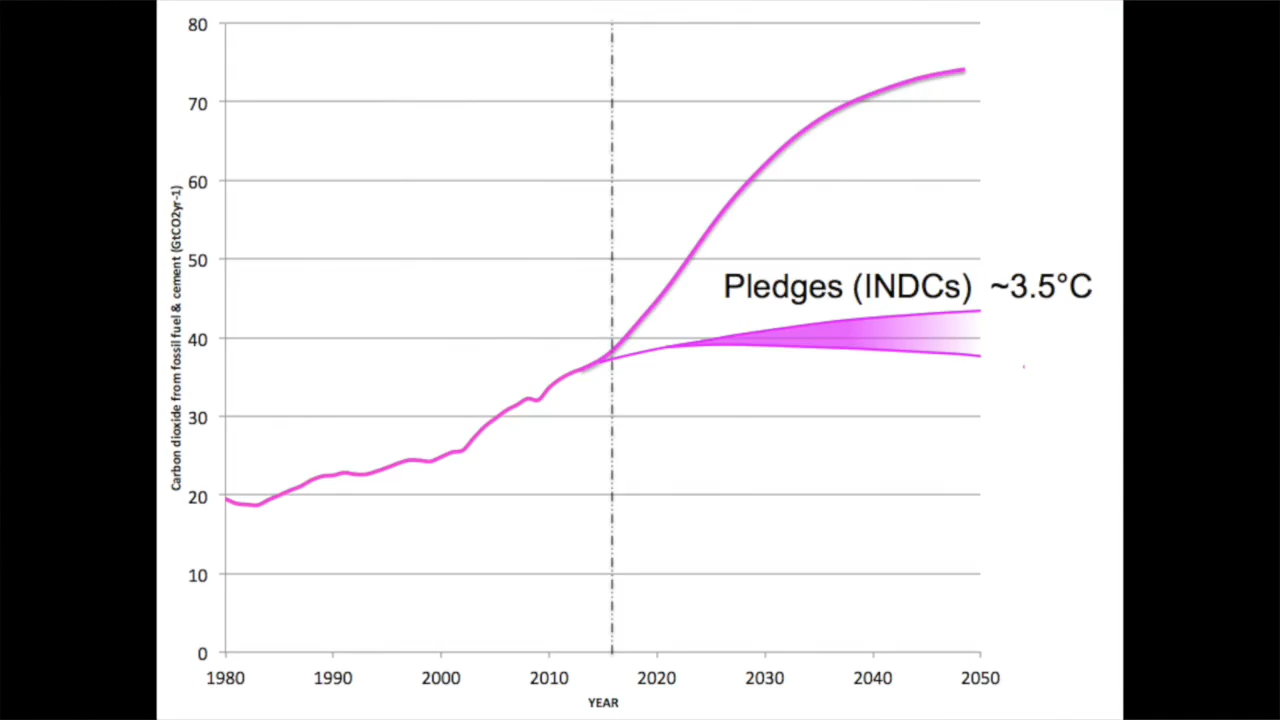 80
70
60
50
40
30
20
10
0
Carbon dioxide from fossil fuel & cement (GtCO2yr-1)
Pledges (INDCs) ~3.5°C
1980 1990 2000 2010 2020 2030 2040 2050
YEAR